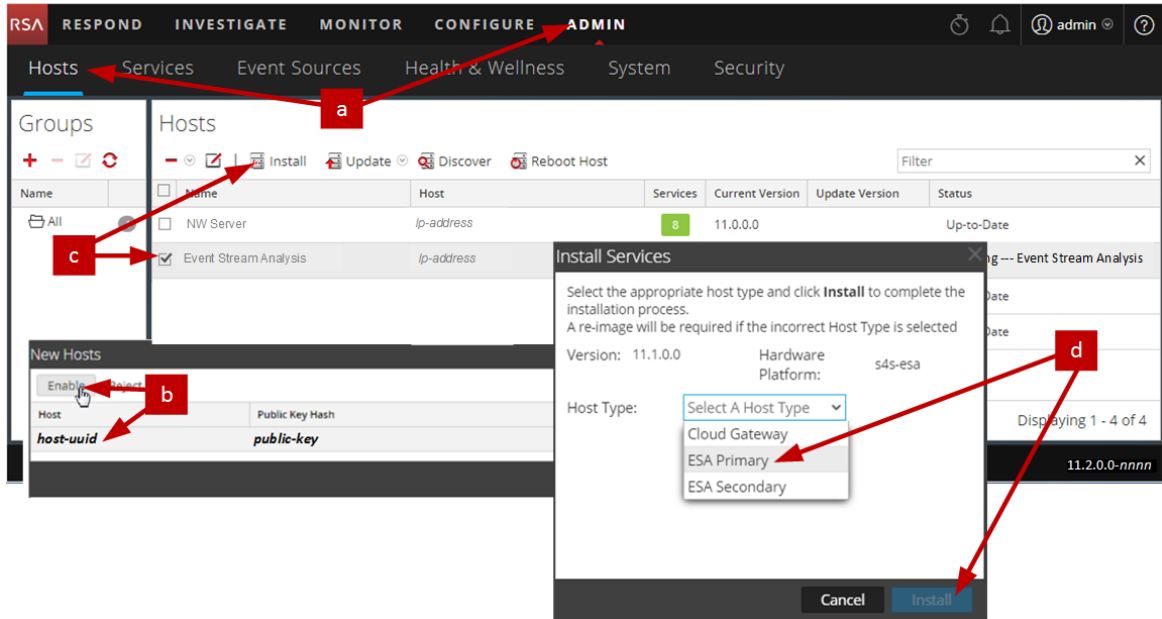 RSA RESPOND INVESTIGATE MONITOR CONFIGURE ADMIN admin ?
Hosts Services Event Sources Health & Wellness System Security
a
Groups
Hosts
Install Update Discover Reboot Host Filter
Name
Name Host Services Current Version Update Version Status
All
NW Server Ip-address 8 11.0.0.0 Up-to-Date
c
Event Stream Analysis Ip-address ng --- Event Stream Analysis
Date
Date
Install Services
Select the appropriate host type and click Install to complete the
installation process.
A re-image will be required if the incorrect Host Type is selected
Version: 11.1.0.0 Hardware
Platform: s4s-esa
d
Host Type: Select A Host Type
Cloud Gateway
ESA Primary
ESA Secondary
New Hosts
Enable Reject
b
Host Public Key Hash
host-uuid public-key
Displaying 1 - 4 of 4
11.2.0.0-nnnn
Cancel Install